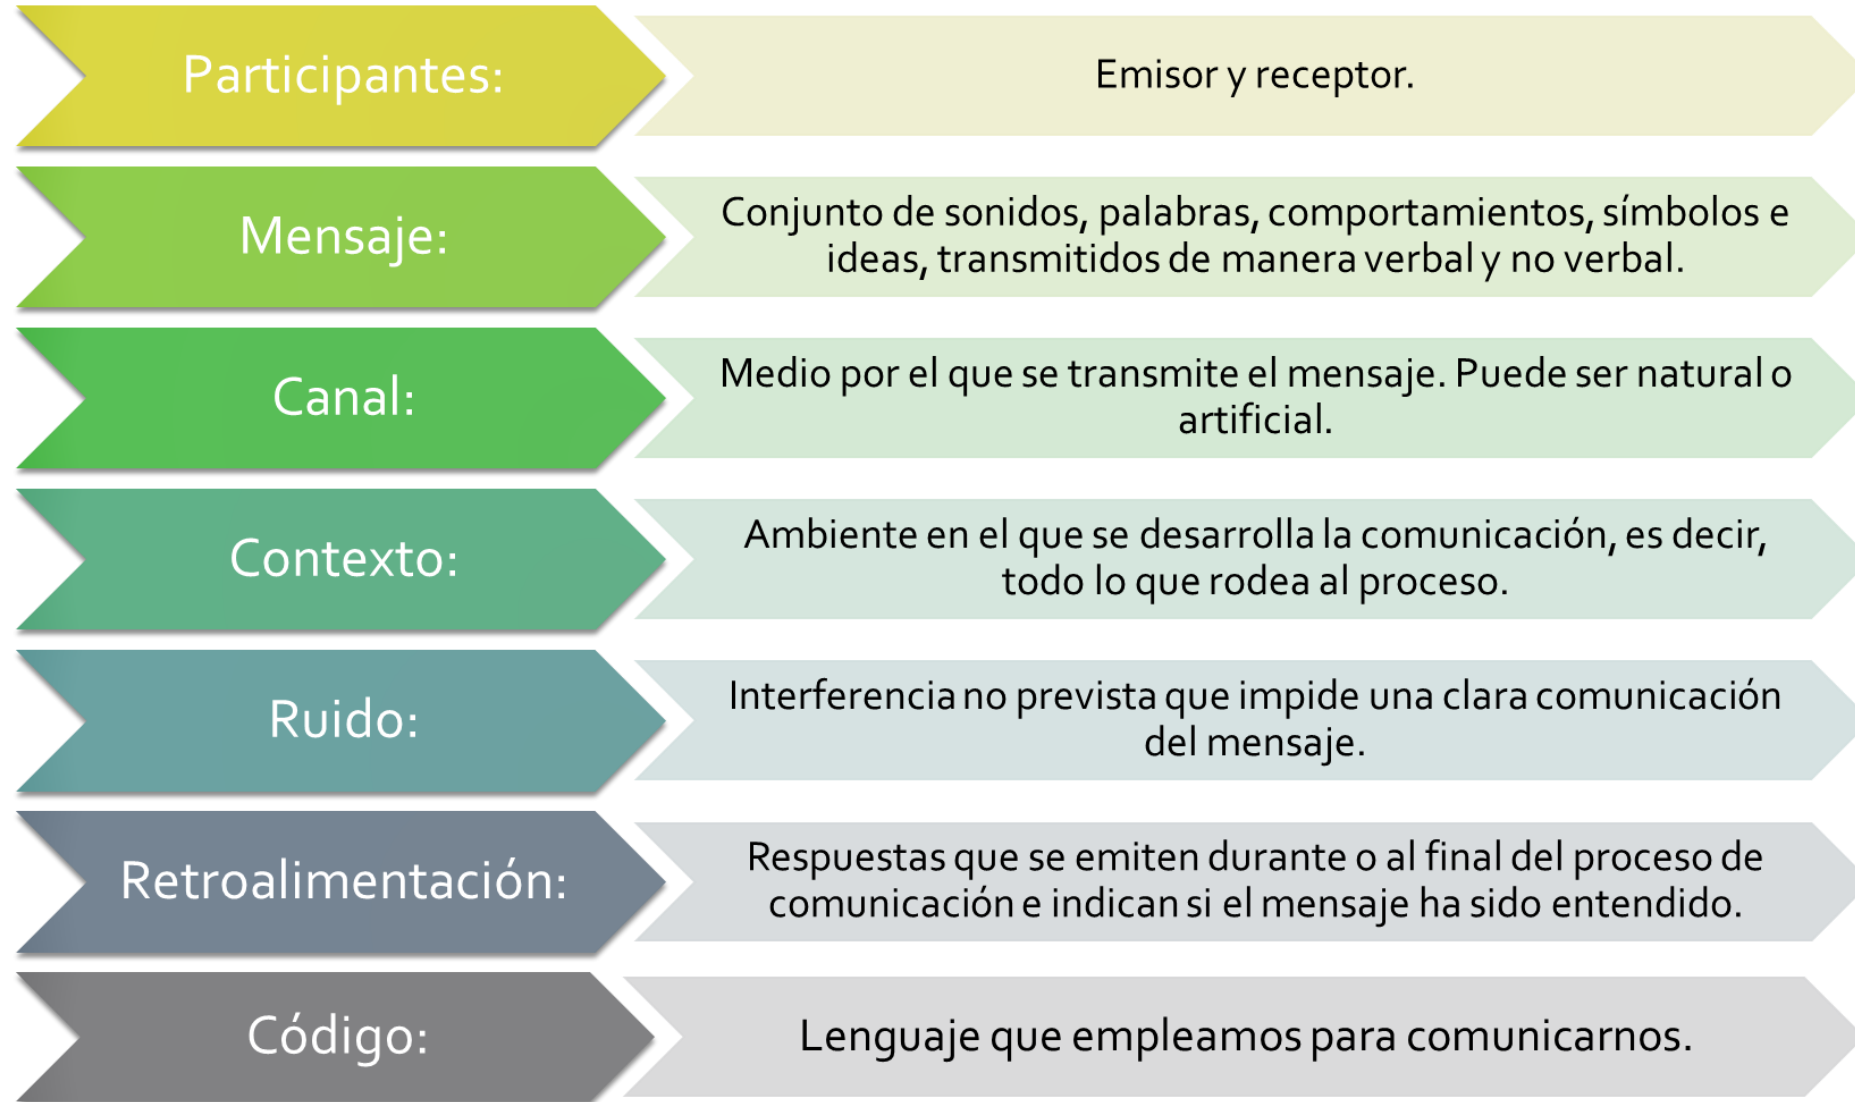 Participantes:
Emisor y receptor.
Mensaje:
Conjunto de sonidos, palabras, comportamientos, símbolos e
ideas, transmitidos de manera verbal y no verbal.
Canal:
Medio por el que se transmite el mensaje. Puede ser natural o
artificial.
Contexto:
Ambiente en el que se desarrolla la comunicación, es decir,
todo lo que rodea al proceso.
Ruido:
Interferencia no prevista que impide una clara comunicación
del mensaje.
Retroalimentación:
Respuestas que se emiten durante o al final del proceso de
comunicación e indican si el mensaje ha sido entendido.
Código:
Lenguaje que empleamos para comunicarnos.